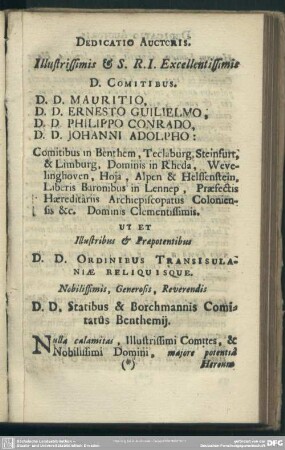 DEDICATIO AUCTORIS.
Illustrissimis & S. R. I. Excellentissimis
D. COMITIBUS.
D. D. MAURITIO,
D. D. ERNESTO GUILIELMO,
D. D. PHILIPPO CONRADO,
D. D. JOHANNI ADOLPHO:
Comitibus in Benthem, Teclaburg, Steinfurt,
& Limburg, Dominis in Rheda, Weve-
linghoven, Hoja, Alpen & Helffenstein,
Liberis Baronibus in Lennep, Præfectis
Hæreditariis Archiepiscopatus Colonien-
sis &c. Dominis Clementissimis.
UT ET
Illustribus & Præpotentibus
D. D. ORDINIBUS TRANSISULA-
NIÆ RELIQUISQUE.
Nobilissimis, Generosis, Reverendis
D. D. Statibus & Borchmannis Comi-
tatûs Benthemij.
Nulla calamitas, Illustrissimi Comites, &
Nobilissimi Domini, majore potentiâ
(*) Herenn